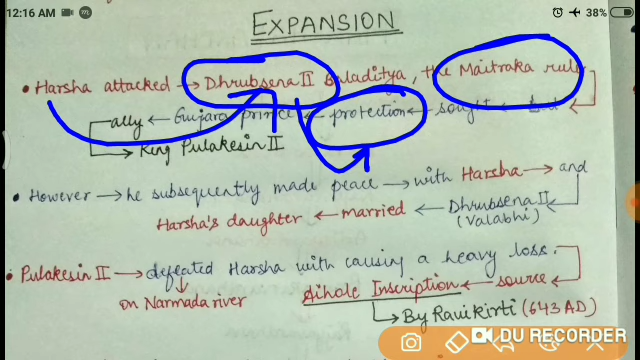 12:16 AM
38%
EXPANSION
• Harsha attacked → Dhrubsena II Baladitya, the Maitraka ruler
ally ← Gurjara prince ← protection ← sought ← and
→ King Pulakesin II
• However → he subsequently made peace → with Harsha → and
Harsha's daughter ← married ← Dhrubsena II
(Valabhi)
• Pulakesin II → defeated Harsha with causing a heavy loss.
on Narmada river
Aihole Inscription ← source
→ By Ravikirti (643 AD)
DU RECORDER